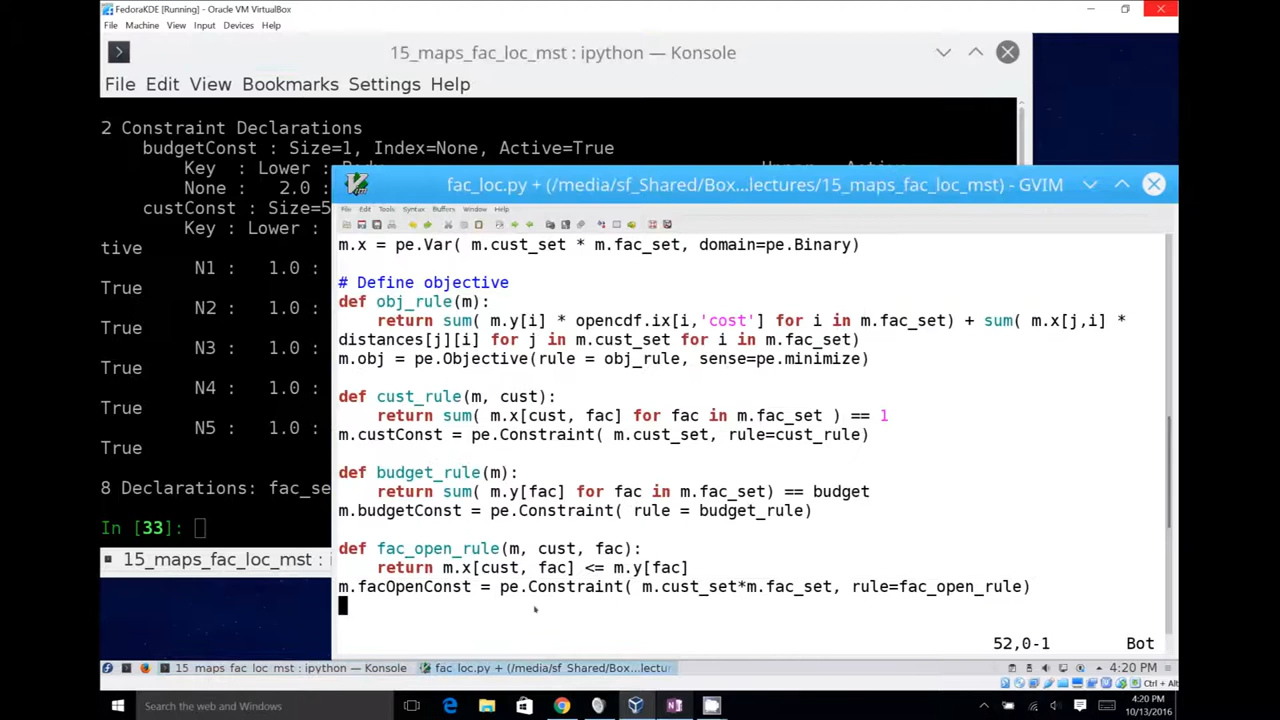 FedoraKDE [Running] - Oracle VM VirtualBox
File Machine View Input Devices Help
15_maps_fac_loc_mst : ipython — Konsole
File Edit View Bookmarks Settings Help
2 Constraint Declarations
budgetConst : Size=1, Index=None, Active=True
Key : Lower :
None : 2.0 :
custConst : Size=5
Key : Lower :
tive
N1 : 1.0 :
True
N2 : 1.0 :
True
N3 : 1.0 :
True
N4 : 1.0 :
True
N5 : 1.0 :
True
8 Declarations: fac_se
In [33]:
15_maps_fac_loc_mst : i
fac_loc.py + (/media/sf_Shared/Box...lectures/15_maps_fac_loc_mst) - GVIM
File Edit Tools Syntax Buffers Window Help
m.x = pe.Var( m.cust_set * m.fac_set, domain=pe.Binary)
# Define objective
def obj_rule(m):
return sum( m.y[i] * opencdf.ix[i,'cost'] for i in m.fac_set) + sum( m.x[j,i] *
distances[j][i] for j in m.cust_set for i in m.fac_set)
m.obj = pe.Objective(rule = obj_rule, sense=pe.minimize)
def cust_rule(m, cust):
return sum( m.x[cust, fac] for fac in m.fac_set ) == 1
m.custConst = pe.Constraint( m.cust_set, rule=cust_rule)
def budget_rule(m):
return sum( m.y[fac] for fac in m.fac_set) == budget
m.budgetConst = pe.Constraint( rule = budget_rule)
def fac_open_rule(m, cust, fac):
return m.x[cust, fac] <= m.y[fac]
m.facOpenConst = pe.Constraint( m.cust_set*m.fac_set, rule=fac_open_rule)
52,0-1 Bot
15_maps_fac_loc_mst : ipython — Konsole
fac_loc.py + (/media/sf_Shared/Box...lectu
4:20 PM
Ctrl + Alt
Search the web and Windows
4:20 PM
10/13/2016